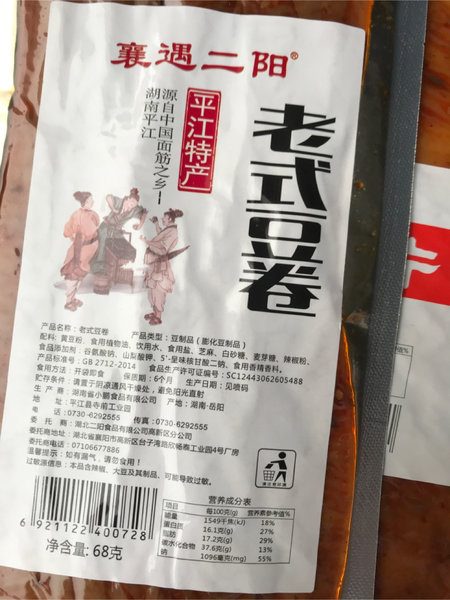 襄遇二阳®
老式豆卷
平江特产
源自中国面筋之乡—
湖南平江
产品名称：老式豆卷 产品类型：豆制品（膨化豆制品）
配料：黄豆粉、食用植物油、饮用水、食用盐、芝麻、白砂糖、麦芽糖、辣椒粉、
食品添加剂：谷氨酸钠、山梨酸钾、5'-呈味核苷酸二钠、食用香精香料。
产品标准号：GB 2712-2014 食品生产许可证编号：SC12443062605488
食用方法：开袋即食 保质期：6个月 生产日期：见喷码
贮存条件：请置于阴凉通风干燥处，避免阳光直射
生产商：湖南省小鹏食品有限公司 产地：湖南·岳阳
地址：平江县寺前工业园
电话：0730-6292555 传真：0730-6292555
委托商：湖北二阳食品有限公司高新区分公司
委托商地址：湖北省襄阳市高新区台子湾路欣畅泰工业园4号厂房
委托商电话：07106677886
温馨提示：如有漏气，请勿食用！
过敏源信息：本品含辣椒、大豆及其制品，可能导致过敏。
6 921122 400728
净含量：68克
营养成分表
项目 每100克(g) 营养素参考值%
能量 1549千焦(kJ) 18%
蛋白质 16.1克(g) 27%
脂肪 17.2克(g) 29%
碳水化合物 37.6克(g) 13%
钠 1096毫克(mg) 55%